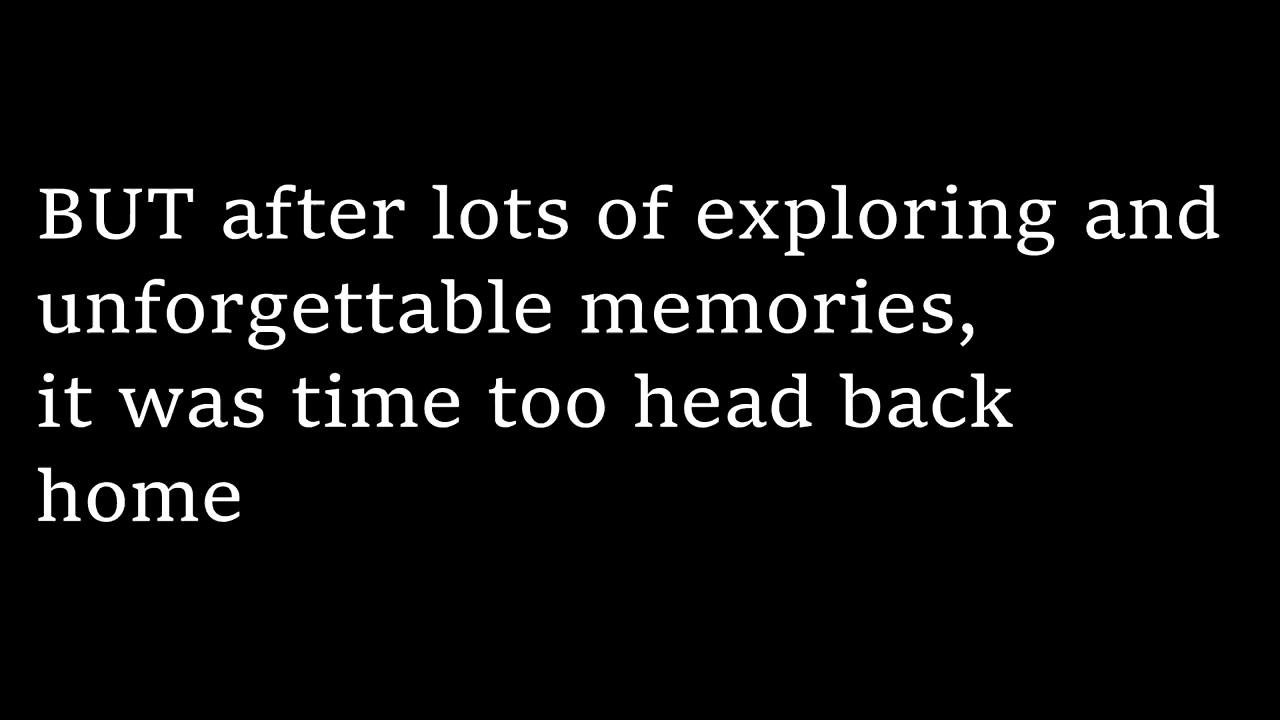 BUT after lots of exploring and
unforgettable memories,
it was time too head back
home